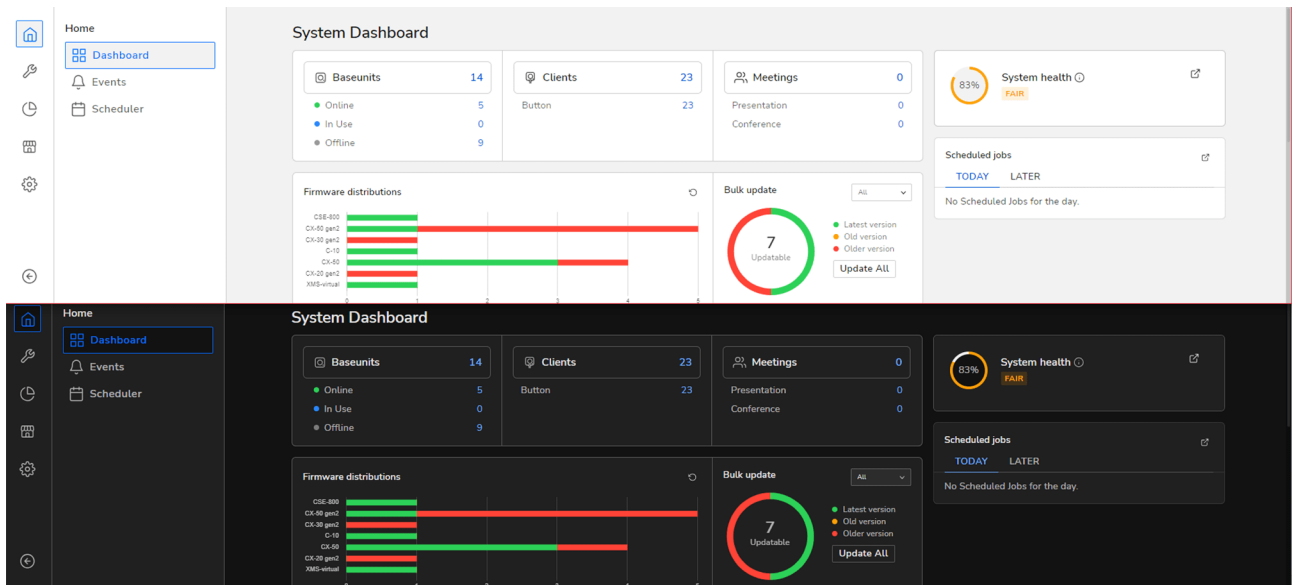 Home
Dashboard
Events
Scheduler
System Dashboard
Baseunits 14
Online 5
In Use 0
Offline 9
Clients 23
Button 23
Meetings 0
Presentation 0
Conference 0
83%
System health
FAIR
Scheduled jobs
TODAY LATER
No Scheduled Jobs for the day.
Firmware distributions
CSE-800
CX-50 gen2
CX-30 gen2
C-10
CX-50
CX-20 gen2
XMS-virtual
0 1 2 3 4 5
Bulk update
All
7
Updatable
Latest version
Old version
Older version
Update All
Home
Dashboard
Events
Scheduler
System Dashboard
Baseunits 14
Online 5
In Use 0
Offline 9
Clients 23
Button 23
Meetings 0
Presentation 0
Conference 0
83%
System health
FAIR
Scheduled jobs
TODAY LATER
No Scheduled Jobs for the day.
Firmware distributions
CSE-800
CX-50 gen2
CX-30 gen2
C-10
CX-50
CX-20 gen2
XMS-virtual
Bulk update
All
7
Updatable
Latest version
Old version
Older version
Update All